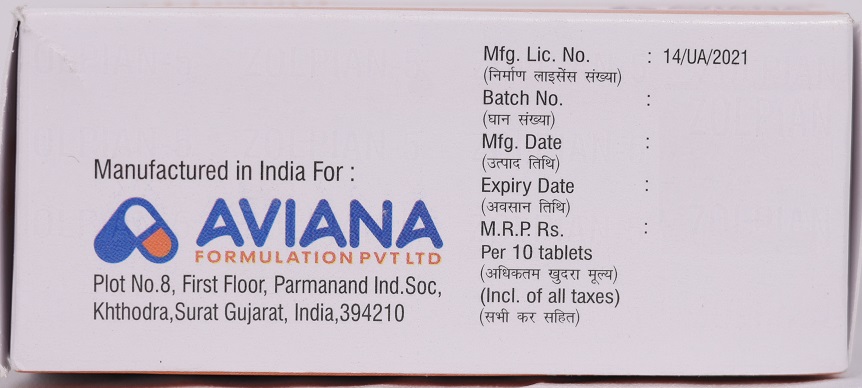 Manufactured in India For :
AVIANA
FORMULATION PVT LTD
Plot No.8, First Floor, Parmanand Ind.Soc,
Khthodra,Surat Gujarat, India,394210
Mfg. Lic. No. : 14/UA/2021
(निर्माण लाइसेंस संख्या)
Batch No. :
(घान संख्या)
Mfg. Date :
(उत्पाद तिथि)
Expiry Date :
(अवसान तिथि)
M.R.P. Rs. :
Per 10 tablets
(अधिकतम खुदरा मूल्य)
(Incl. of all taxes)
(सभी कर सहित)